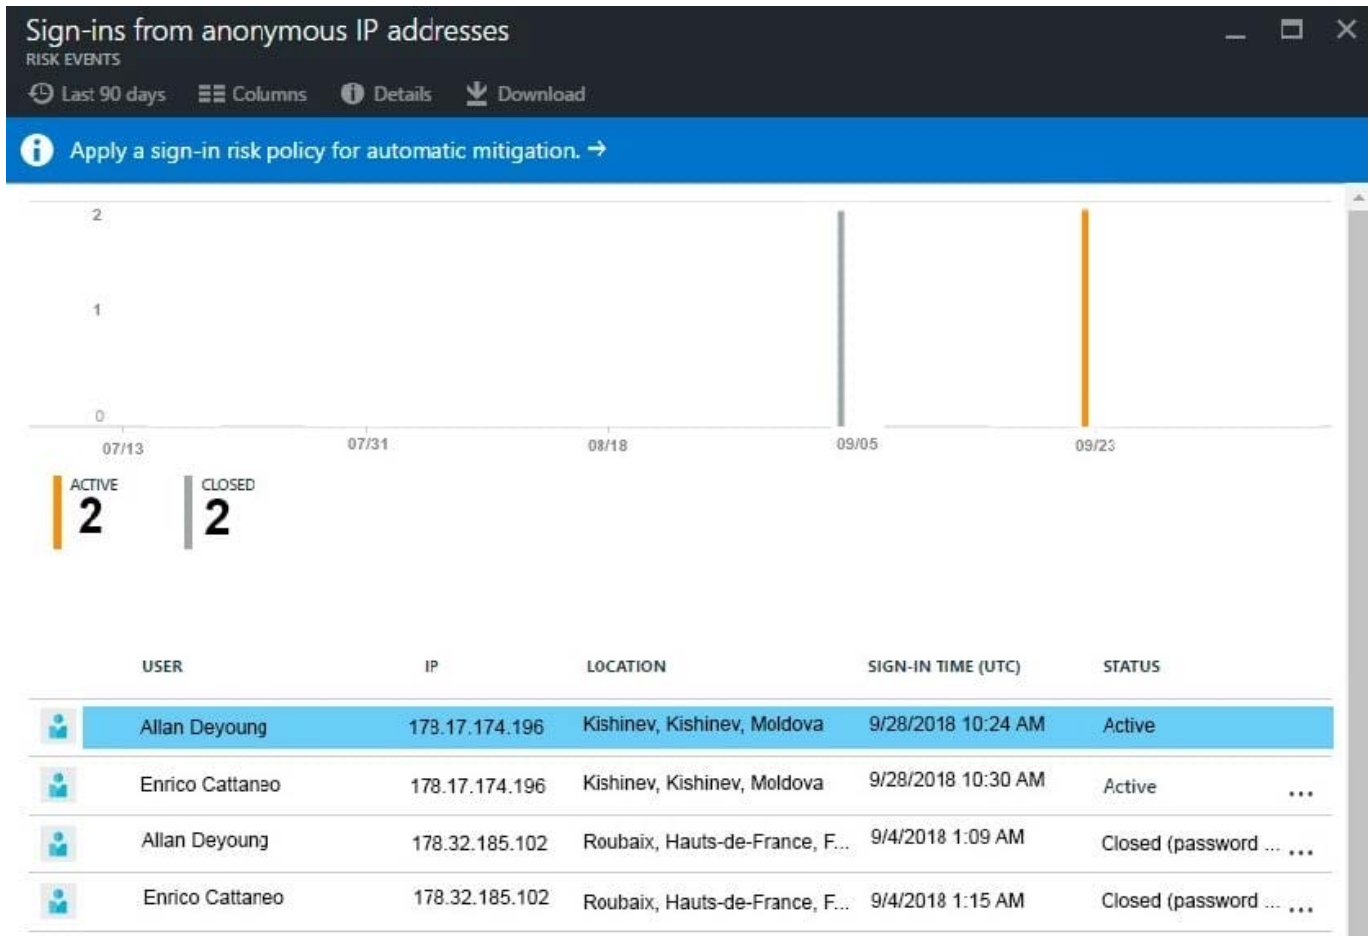 Sign-ins from anonymous IP addresses
RISK EVENTS
Last 90 days Columns Details Download
Apply a sign-in risk policy for automatic mitigation. →
2
1
0
07/13 07/31 08/18 09/05 09/23
ACTIVE CLOSED
2 2
USER IP LOCATION SIGN-IN TIME (UTC) STATUS
Allan Deyoung 178.17.174.196 Kishinev, Kishinev, Moldova 9/28/2018 10:24 AM Active
Enrico Cattaneo 178.17.174.196 Kishinev, Kishinev, Moldova 9/28/2018 10:30 AM Active ...
Allan Deyoung 178.32.185.102 Roubaix, Hauts-de-France, F... 9/4/2018 1:09 AM Closed (password ... ...
Enrico Cattaneo 178.32.185.102 Roubaix, Hauts-de-France, F... 9/4/2018 1:15 AM Closed (password ... ...